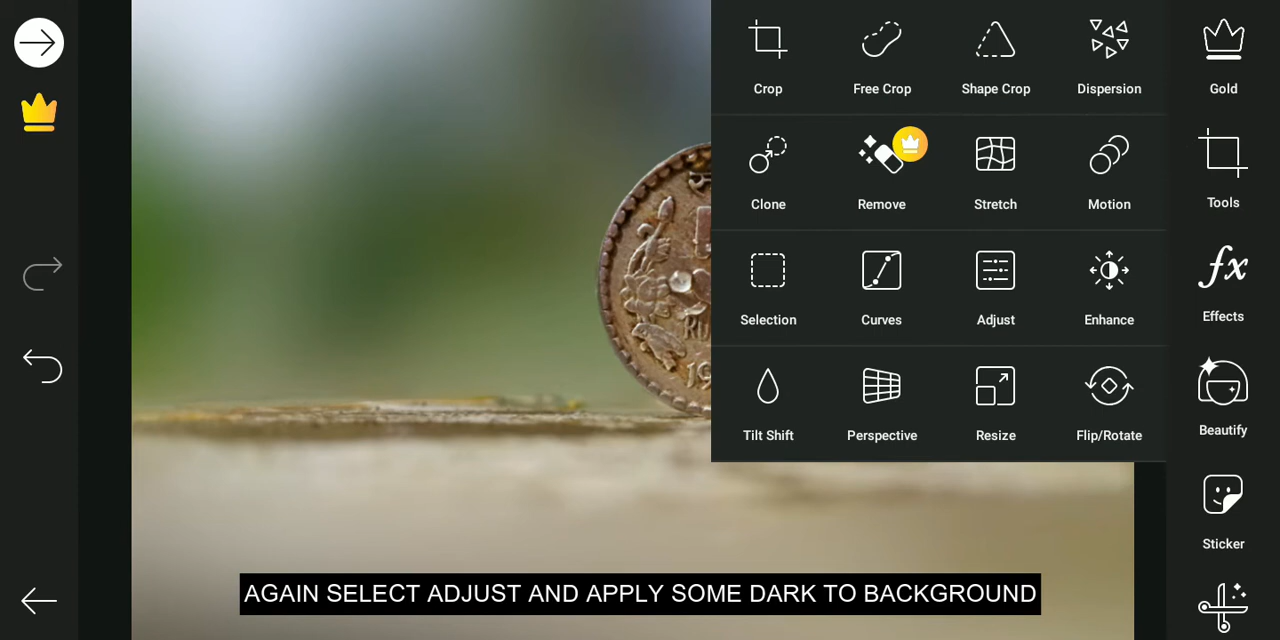 Crop
Free Crop
Shape Crop
Dispersion
Gold
Clone
Remove
Stretch
Motion
Tools
Selection
Curves
Adjust
Enhance
Effects
Tilt Shift
Perspective
Resize
Flip/Rotate
Beautify
Sticker
AGAIN SELECT ADJUST AND APPLY SOME DARK TO BACKGROUND